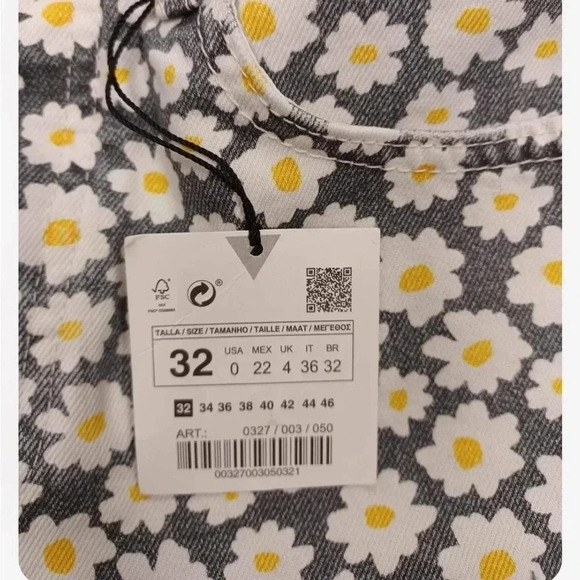 FSC
TALLA / SIZE / TAMANHO / TAILLE / MAAT / ΜΕΓΕΘΟΣ
32 USA 0 MEX 22 UK 4 IT 36 BR 32
32 34 36 38 40 42 44 46
ART.: 0327 / 003 / 050
00327003050321